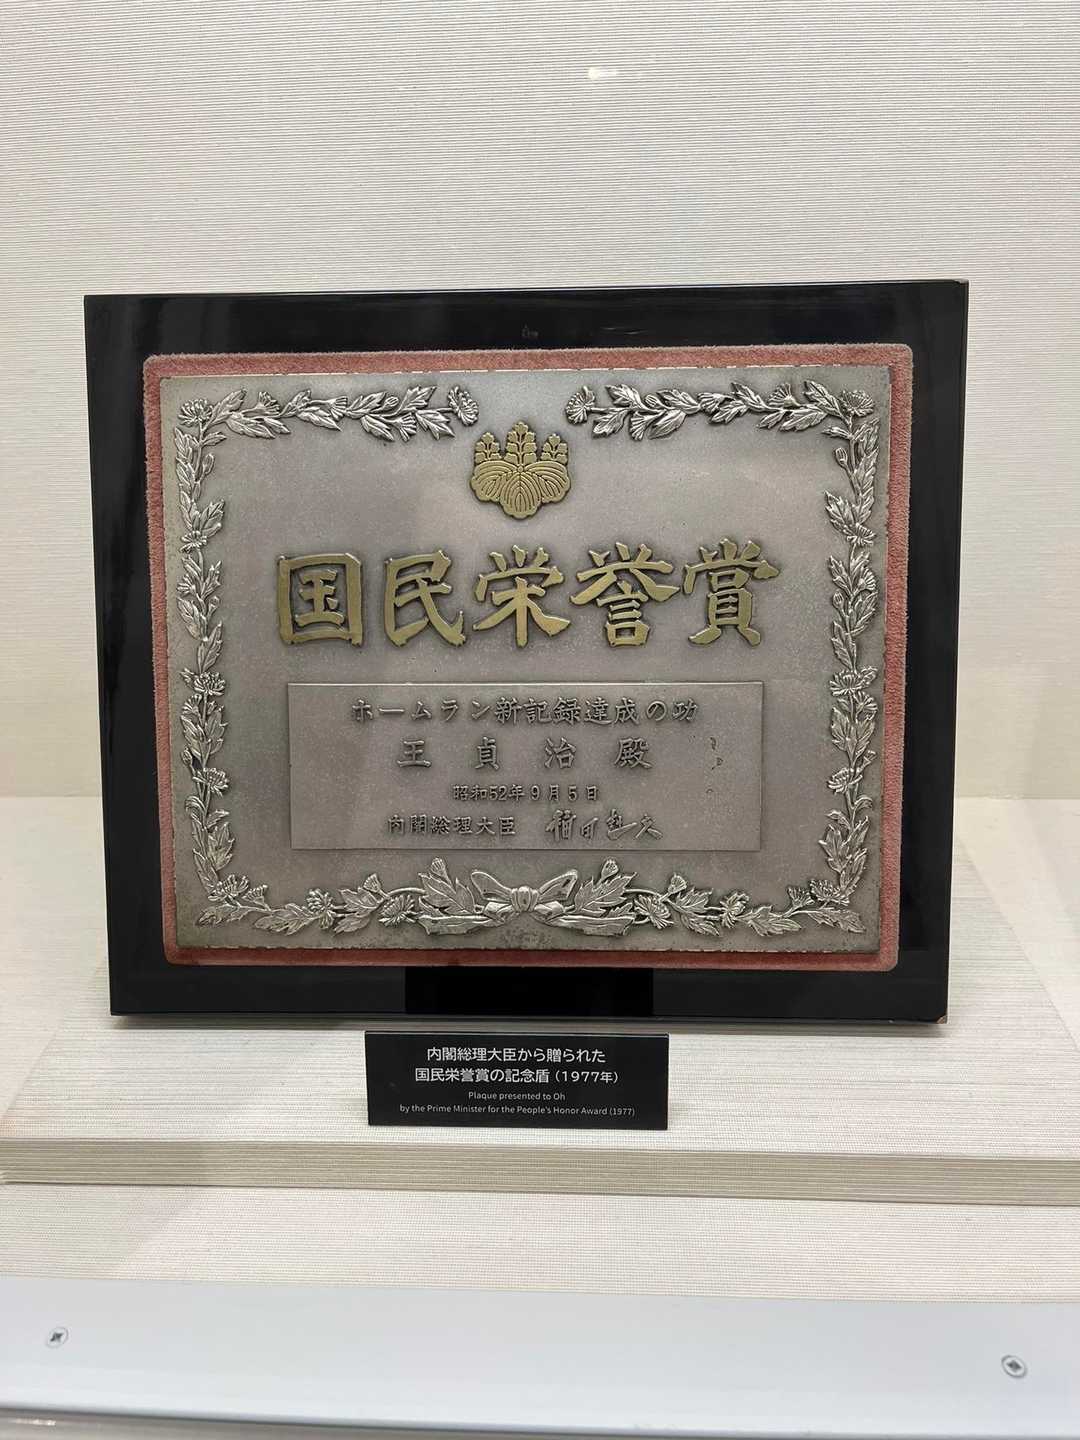 国民栄誉賞
ホームラン新記録達成の功
王貞治殿
昭和52年9月5日
内閣総理大臣 福田赳夫
内閣総理大臣から贈られた
国民栄誉賞の記念盾（1977年）
Plaque presented to Oh
by the Prime Minister for the People's Honor Award (1977)